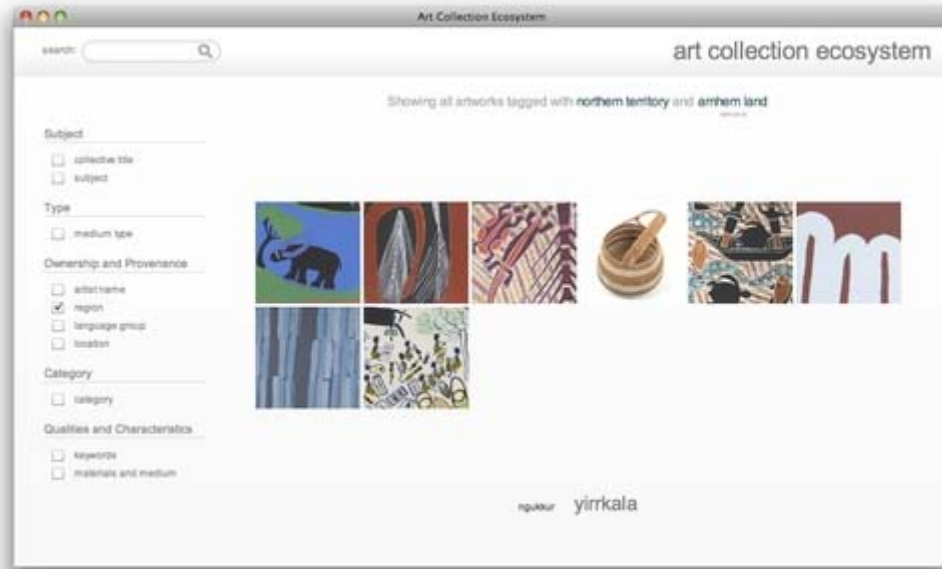 Art Collection Ecosystem
search:
art collection ecosystem
Showing all artworks tagged with northern territory and arnhem land
Subject
collective title
subject
Type
medium type
Ownership and Provenance
artist name
region
language group
location
Category
category
Qualities and Characteristics
keywords
materials and medium
ngukkur yirrkala